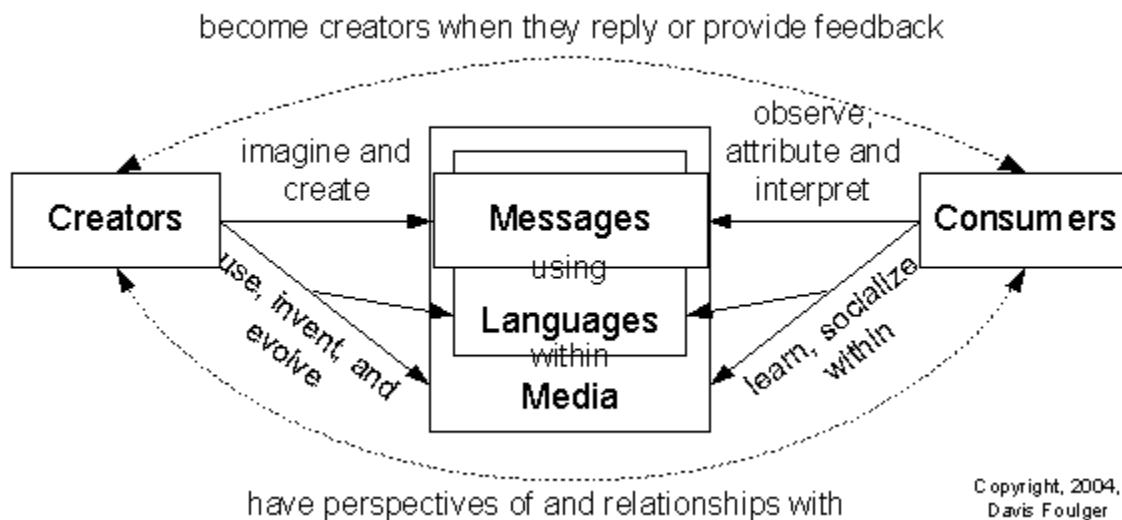 become creators when they reply or provide feedback
imagine and
create
observe,
attribute and
interpret
Creators
Messages
Consumers
using
Languages
within
Media
use, invent, and
evolve
learn, socialize
within
have perspectives of and relationships with
Copyright, 2004,
Davis Foulger